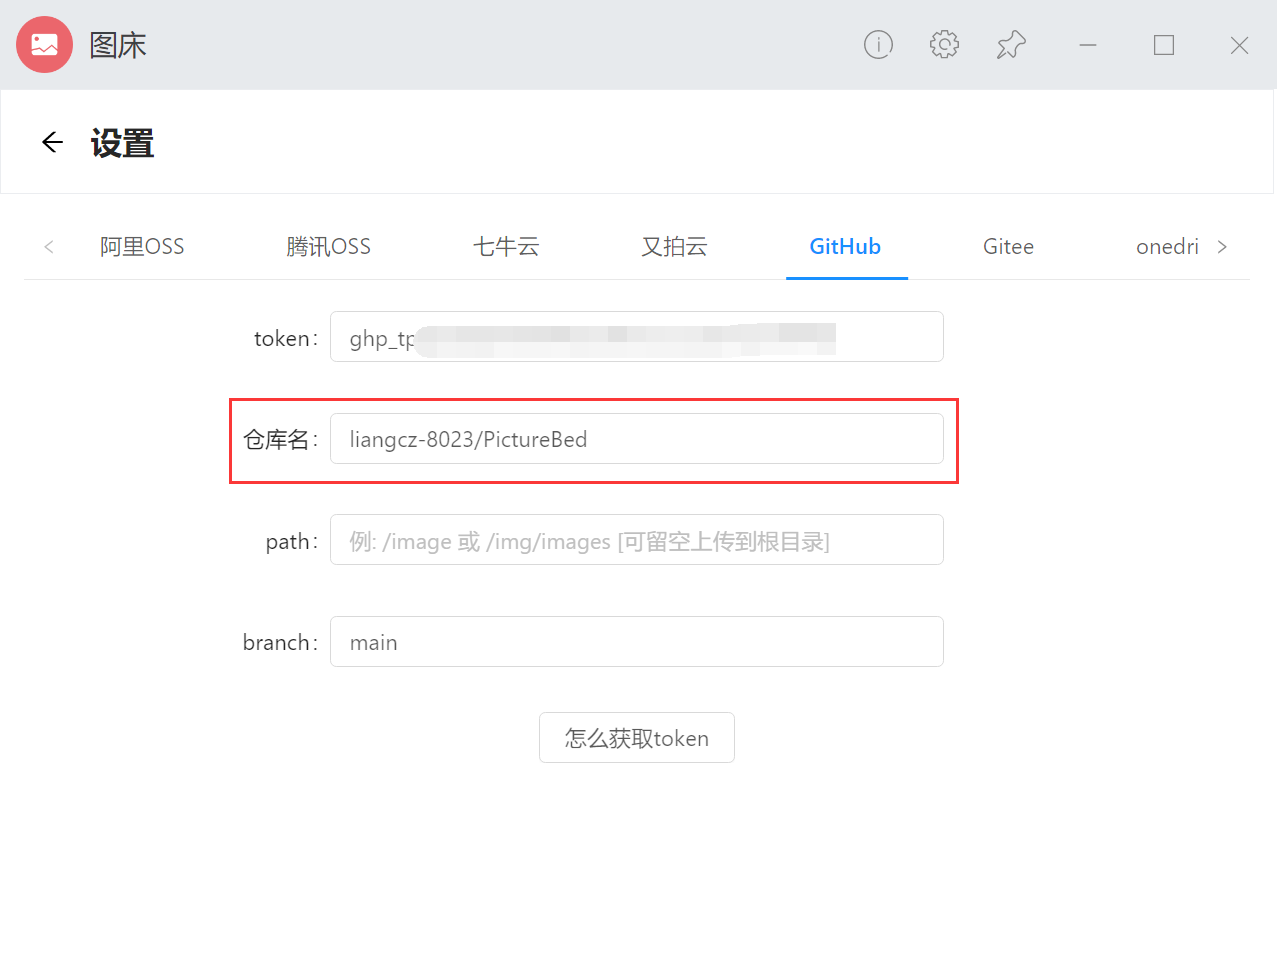 图床
设置
阿里OSS 腾讯OSS 七牛云 又拍云 GitHub Gitee onedri
token: ghp_tp
仓库名: liangcz-8023/PictureBed
path: 例: /image 或 /img/images [可留空上传到根目录]
branch: main
怎么获取token